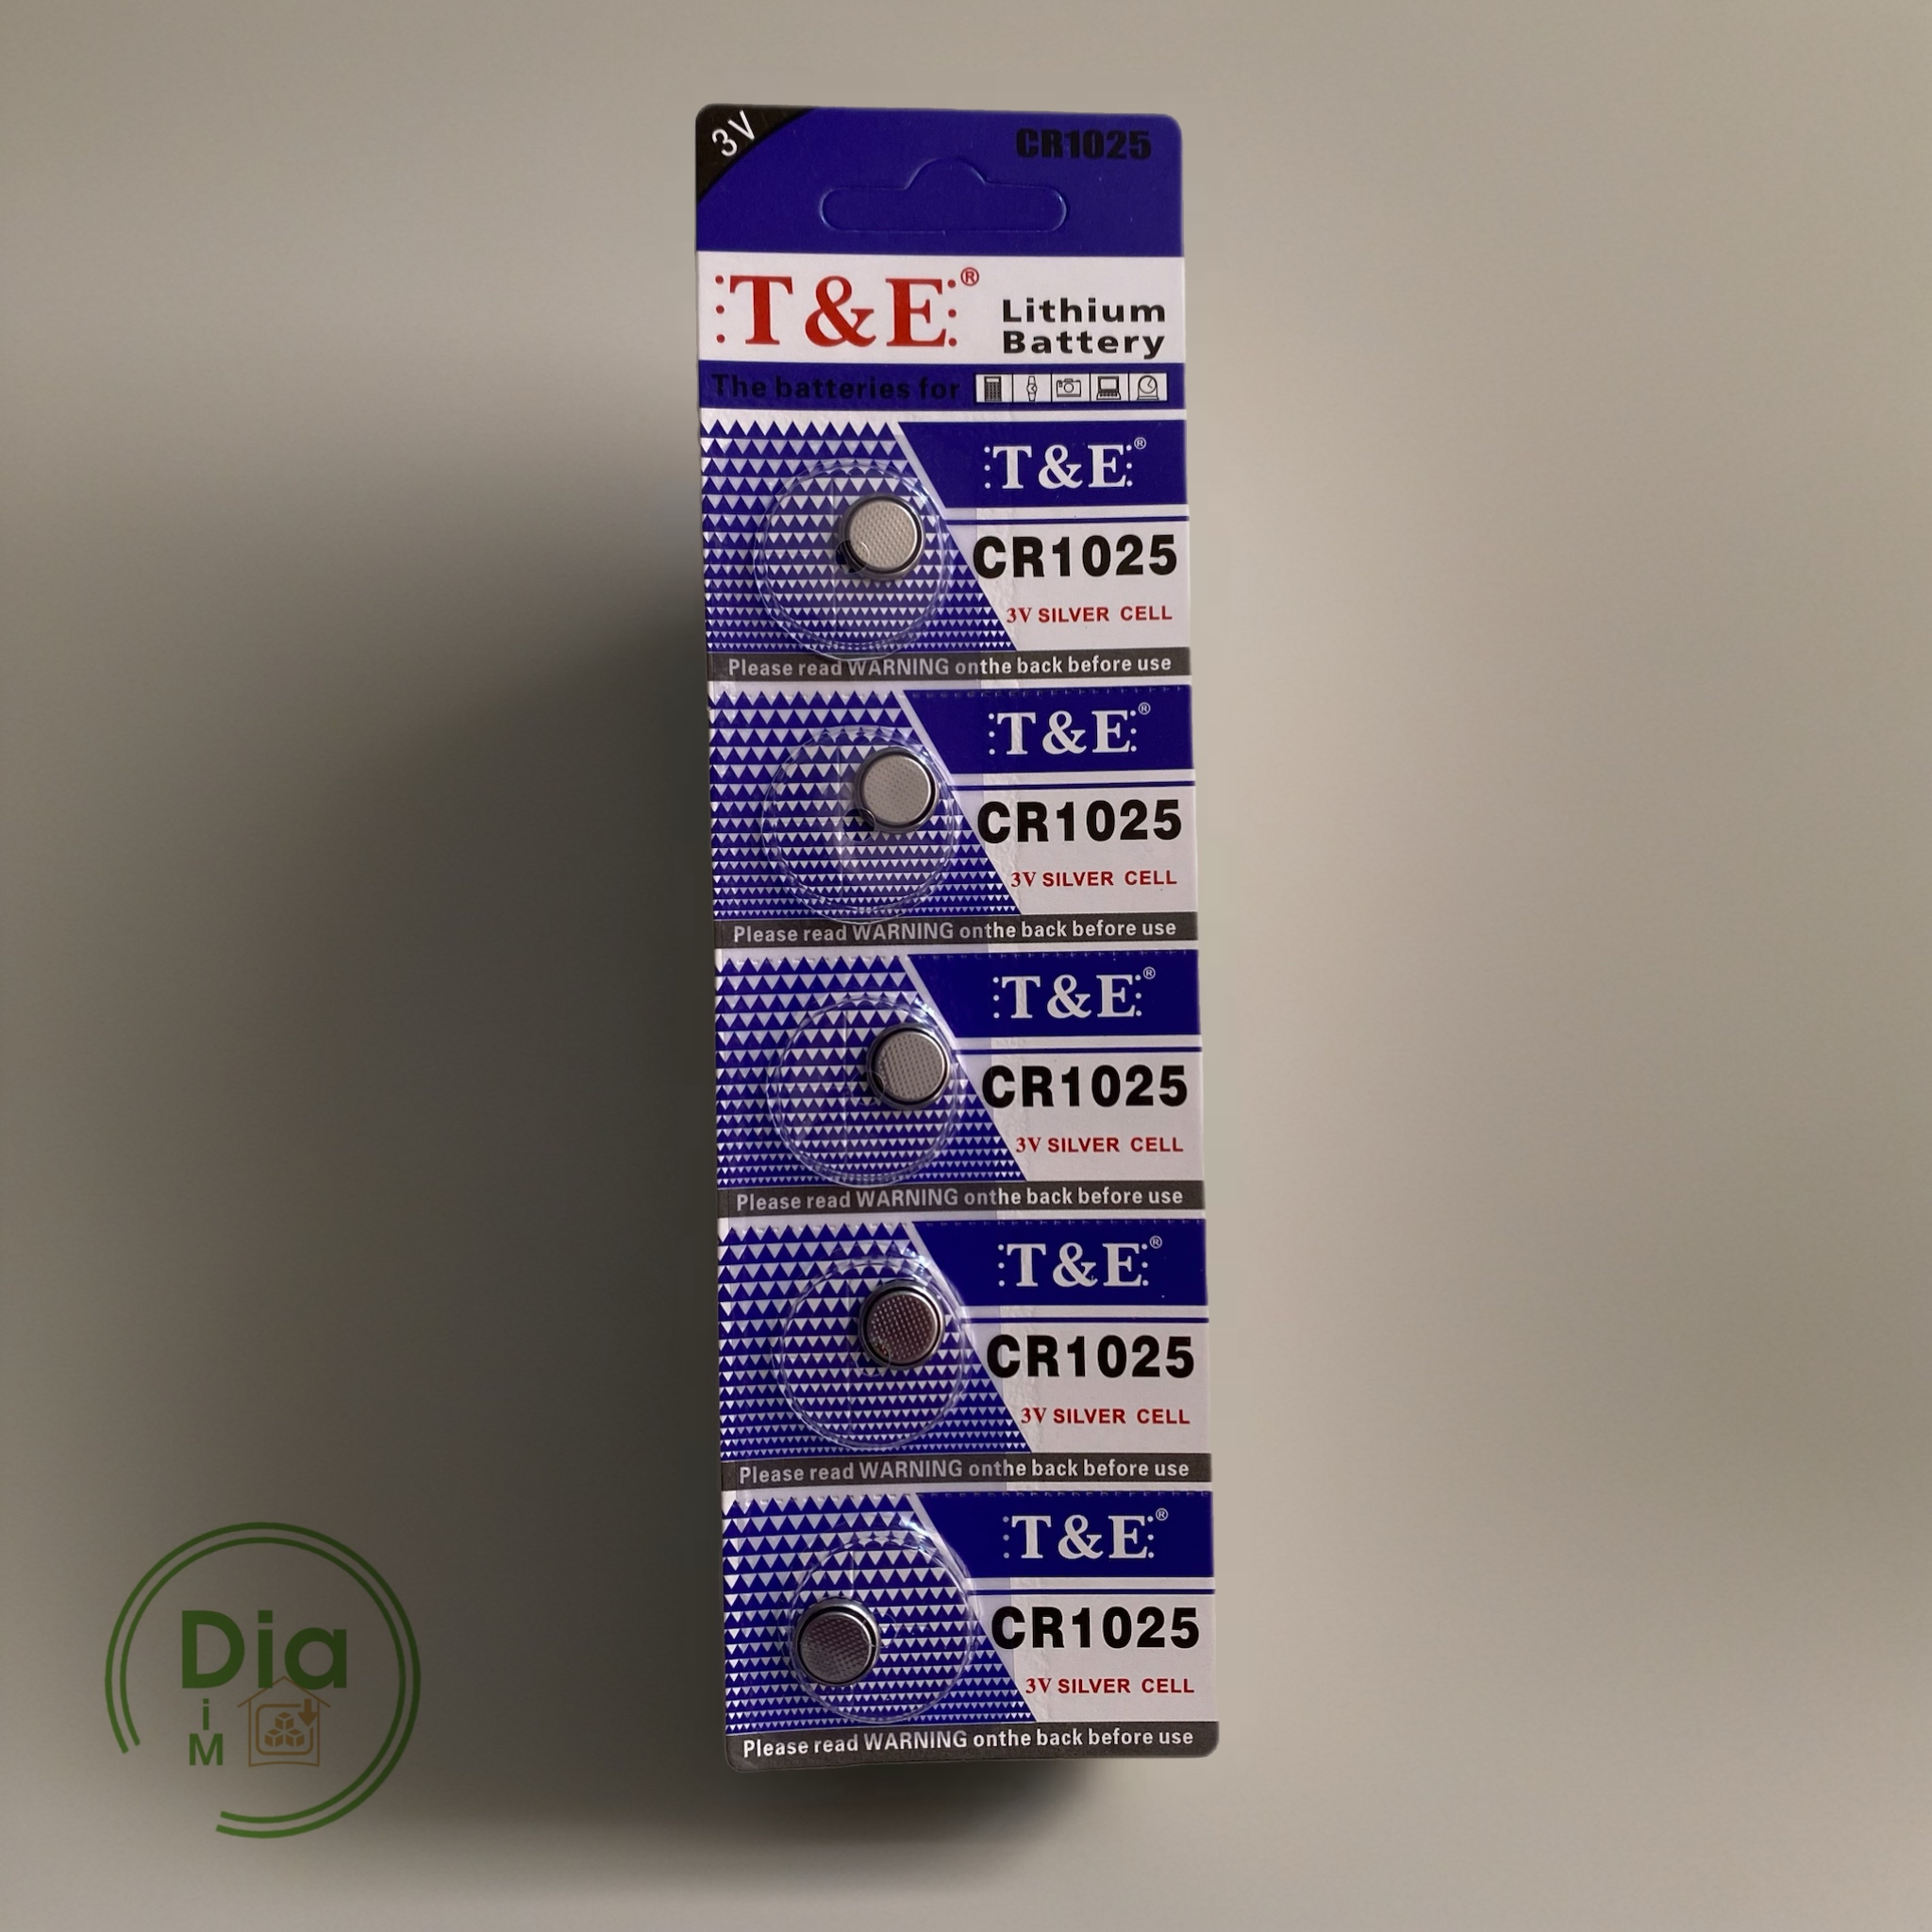 3V
CR1025
T&E®
Lithium
Battery
The batteries for
T&E®
CR1025
3V SILVER CELL
Please read WARNING onthe back before use
T&E®
CR1025
3V SILVER CELL
Please read WARNING onthe back before use
T&E®
CR1025
3V SILVER CELL
Please read WARNING onthe back before use
T&E®
CR1025
3V SILVER CELL
Please read WARNING onthe back before use
T&E®
CR1025
3V SILVER CELL
Please read WARNING onthe back before use
Dia
i
M